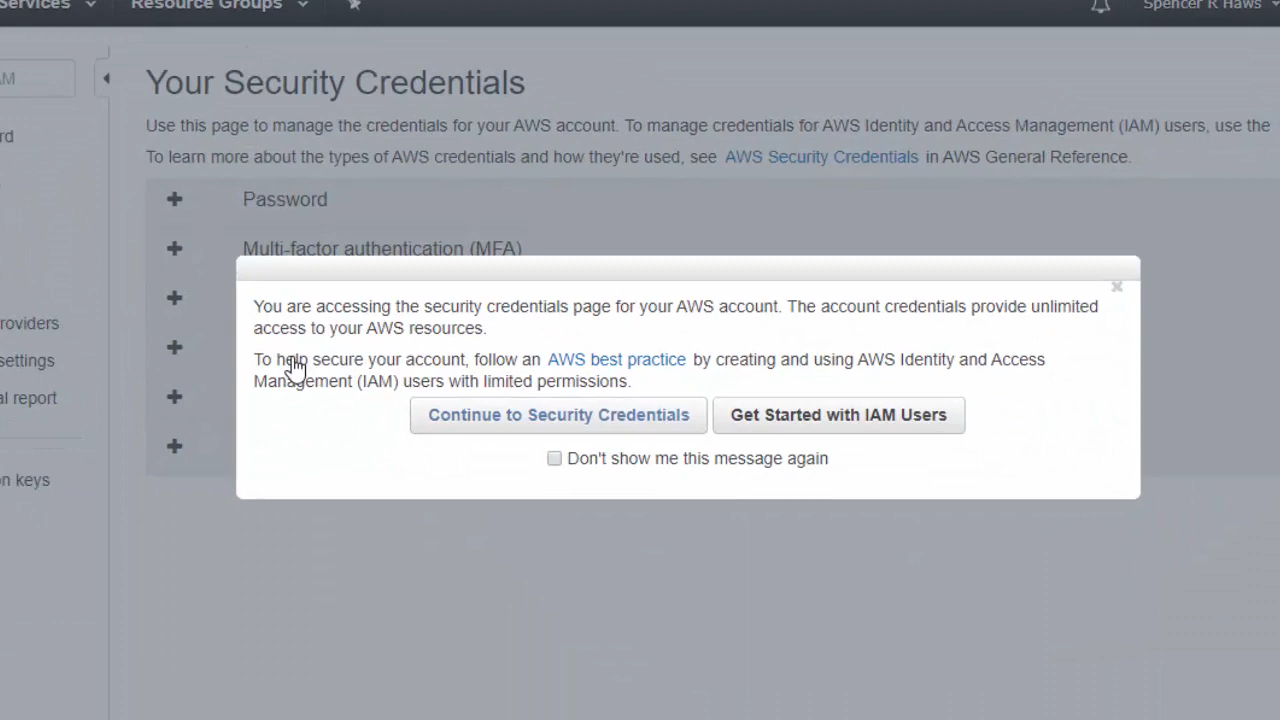 Services
Resource Groups
Spencer R Haws
Your Security Credentials
Use this page to manage the credentials for your AWS account. To manage credentials for AWS Identity and Access Management (IAM) users, use the
To learn more about the types of AWS credentials and how they're used, see AWS Security Credentials in AWS General Reference.
AM
rd
roviders
settings
al report
n keys
Password
Multi-factor authentication (MFA)
You are accessing the security credentials page for your AWS account. The account credentials provide unlimited
access to your AWS resources.
To help secure your account, follow an AWS best practice by creating and using AWS Identity and Access
Management (IAM) users with limited permissions.
Continue to Security Credentials
Get Started with IAM Users
Don't show me this message again